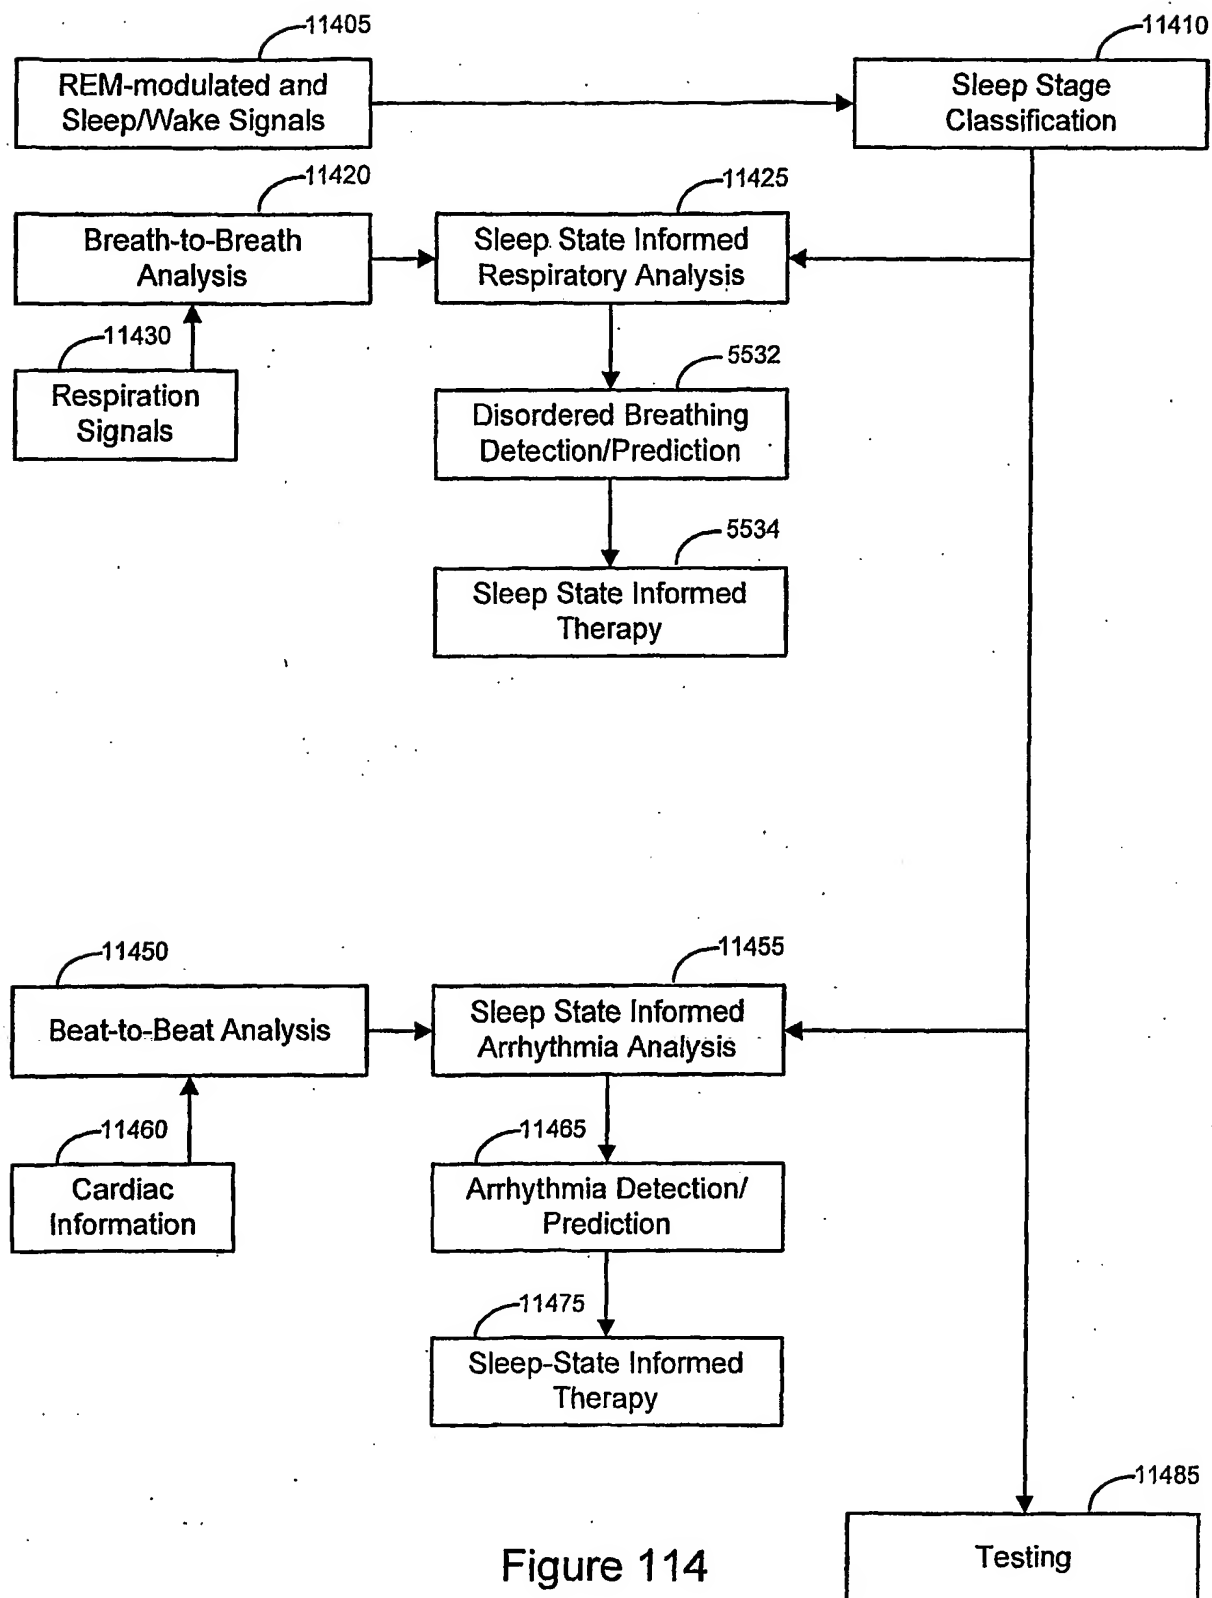 11405
11410
REM-modulated and
Sleep/Wake Signals
Sleep Stage
Classification
11420
11425
Breath-to-Breath
Analysis
Sleep State Informed
Respiratory Analysis
11430
Respiration
Signals
5532
Disordered Breathing
Detection/Prediction
5534
Sleep State Informed
Therapy
11450
11455
Beat-to-Beat Analysis
Sleep State Informed
Arrhythmia Analysis
11460
Cardiac
Information
11465
Arrhythmia Detection/
Prediction
11475
Sleep-State Informed
Therapy
11485
Testing
Figure 114